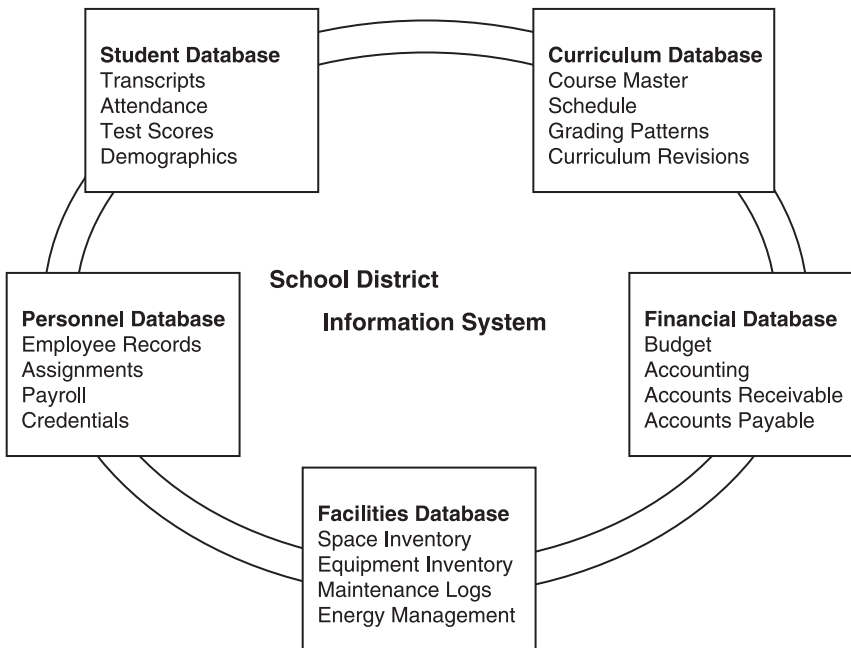 Student Database
Transcripts
Attendance
Test Scores
Demographics
Curriculum Database
Course Master
Schedule
Grading Patterns
Curriculum Revisions
School District
Information System
Personnel Database
Employee Records
Assignments
Payroll
Credentials
Financial Database
Budget
Accounting
Accounts Receivable
Accounts Payable
Facilities Database
Space Inventory
Equipment Inventory
Maintenance Logs
Energy Management